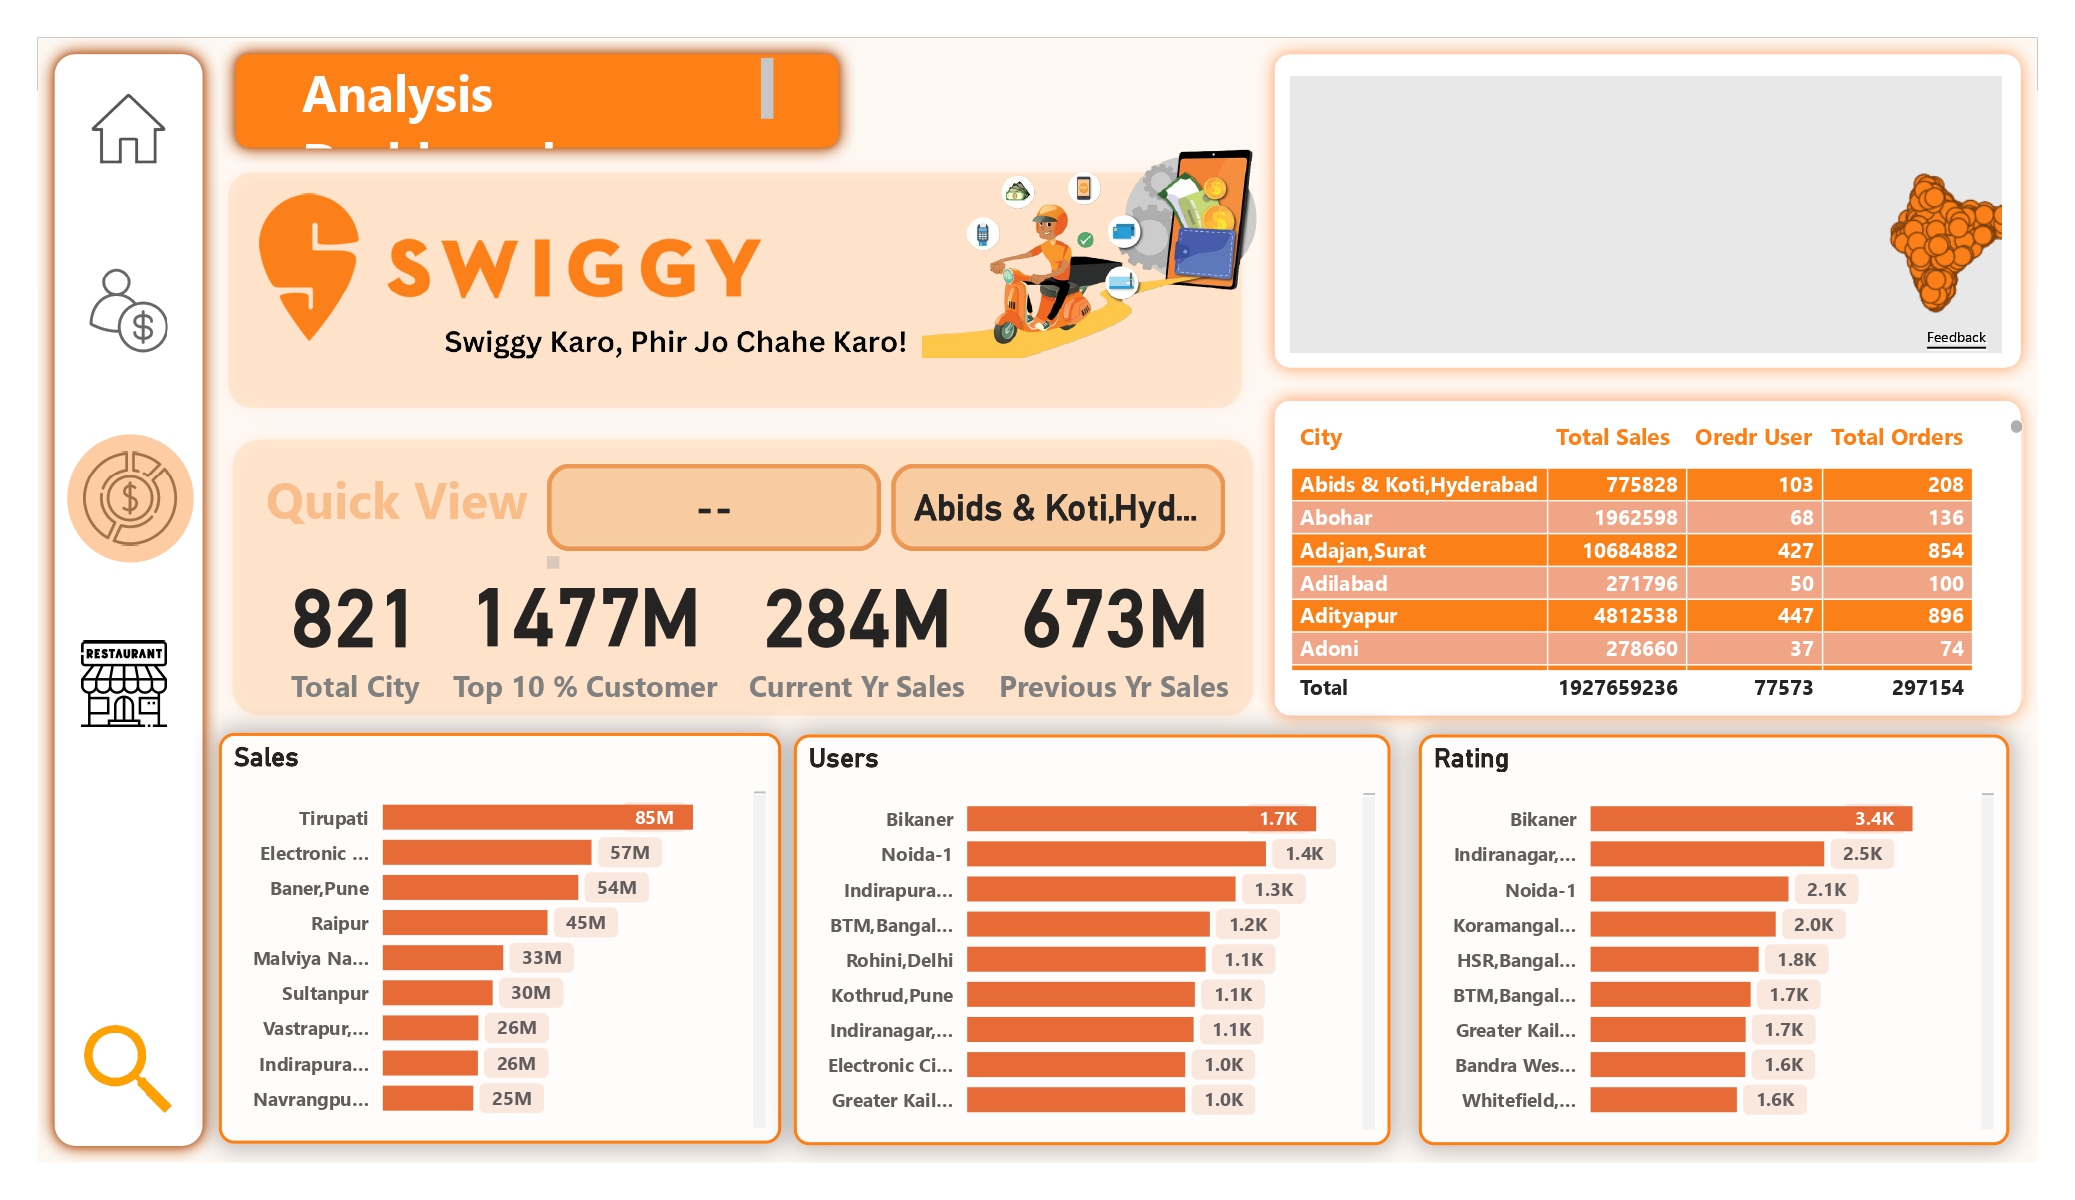 Analysis
SWIGGY
Swiggy Karo, Phir Jo Chahe Karo!
Feedback
Quick View
--
Abids & Koti,Hyd...
821
1477M
284M
673M
Total City
Top 10 % Customer
Current Yr Sales
Previous Yr Sales
RESTAURANT
City Total Sales Oredr User Total Orders
Abids & Koti,Hyderabad 775828 103 208
Abohar 1962598 68 136
Adajan,Surat 10684882 427 854
Adilabad 271796 50 100
Adityapur 4812538 447 896
Adoni 278660 37 74
Total 1927659236 77573 297154
Sales
Tirupati 85M
Electronic ... 57M
Baner,Pune 54M
Raipur 45M
Malviya Na... 33M
Sultanpur 30M
Vastrapur,... 26M
Indirapura... 26M
Navrangpu... 25M
Users
Bikaner 1.7K
Noida-1 1.4K
Indirapura... 1.3K
BTM,Bangal... 1.2K
Rohini,Delhi 1.1K
Kothrud,Pune 1.1K
Indiranagar,... 1.1K
Electronic Ci... 1.0K
Greater Kail... 1.0K
Rating
Bikaner 3.4K
Indiranagar,... 2.5K
Noida-1 2.1K
Koramangal... 2.0K
HSR,Bangal... 1.8K
BTM,Bangal... 1.7K
Greater Kail... 1.7K
Bandra Wes... 1.6K
Whitefield,... 1.6K